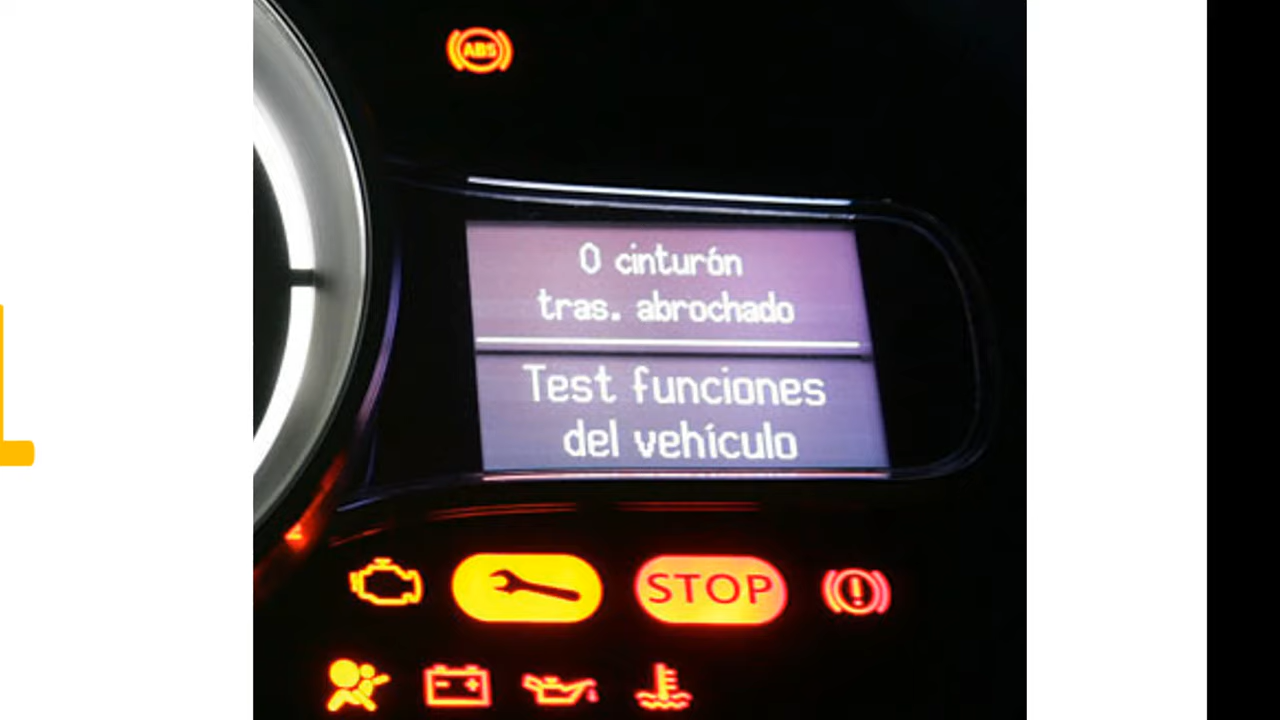 ABS
0 cinturón
tras. abrochado
Test funciones
del vehículo
STOP